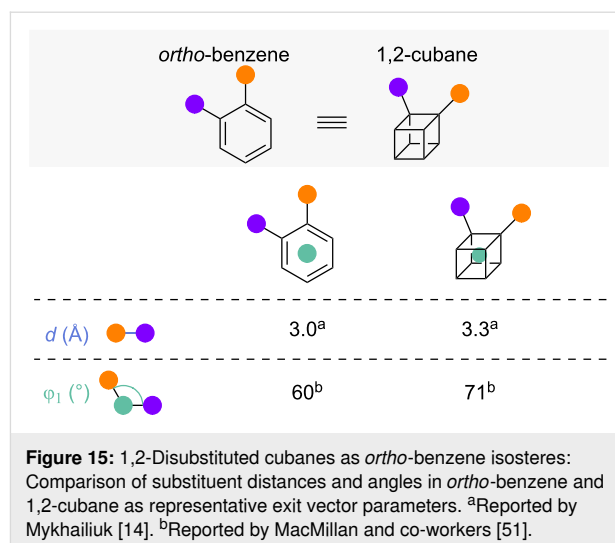 ortho-benzene 1,2-cubane
d (Å) 3.0ᵃ 3.3ᵃ
φ₁ (°) 60ᵇ 71ᵇ
Figure 15: 1,2-Disubstituted cubanes as ortho-benzene isosteres:
Comparison of substituent distances and angles in ortho-benzene and
1,2-cubane as representative exit vector parameters. ᵃReported by
Mykhailiuk [14]. ᵇReported by MacMillan and co-workers [51].